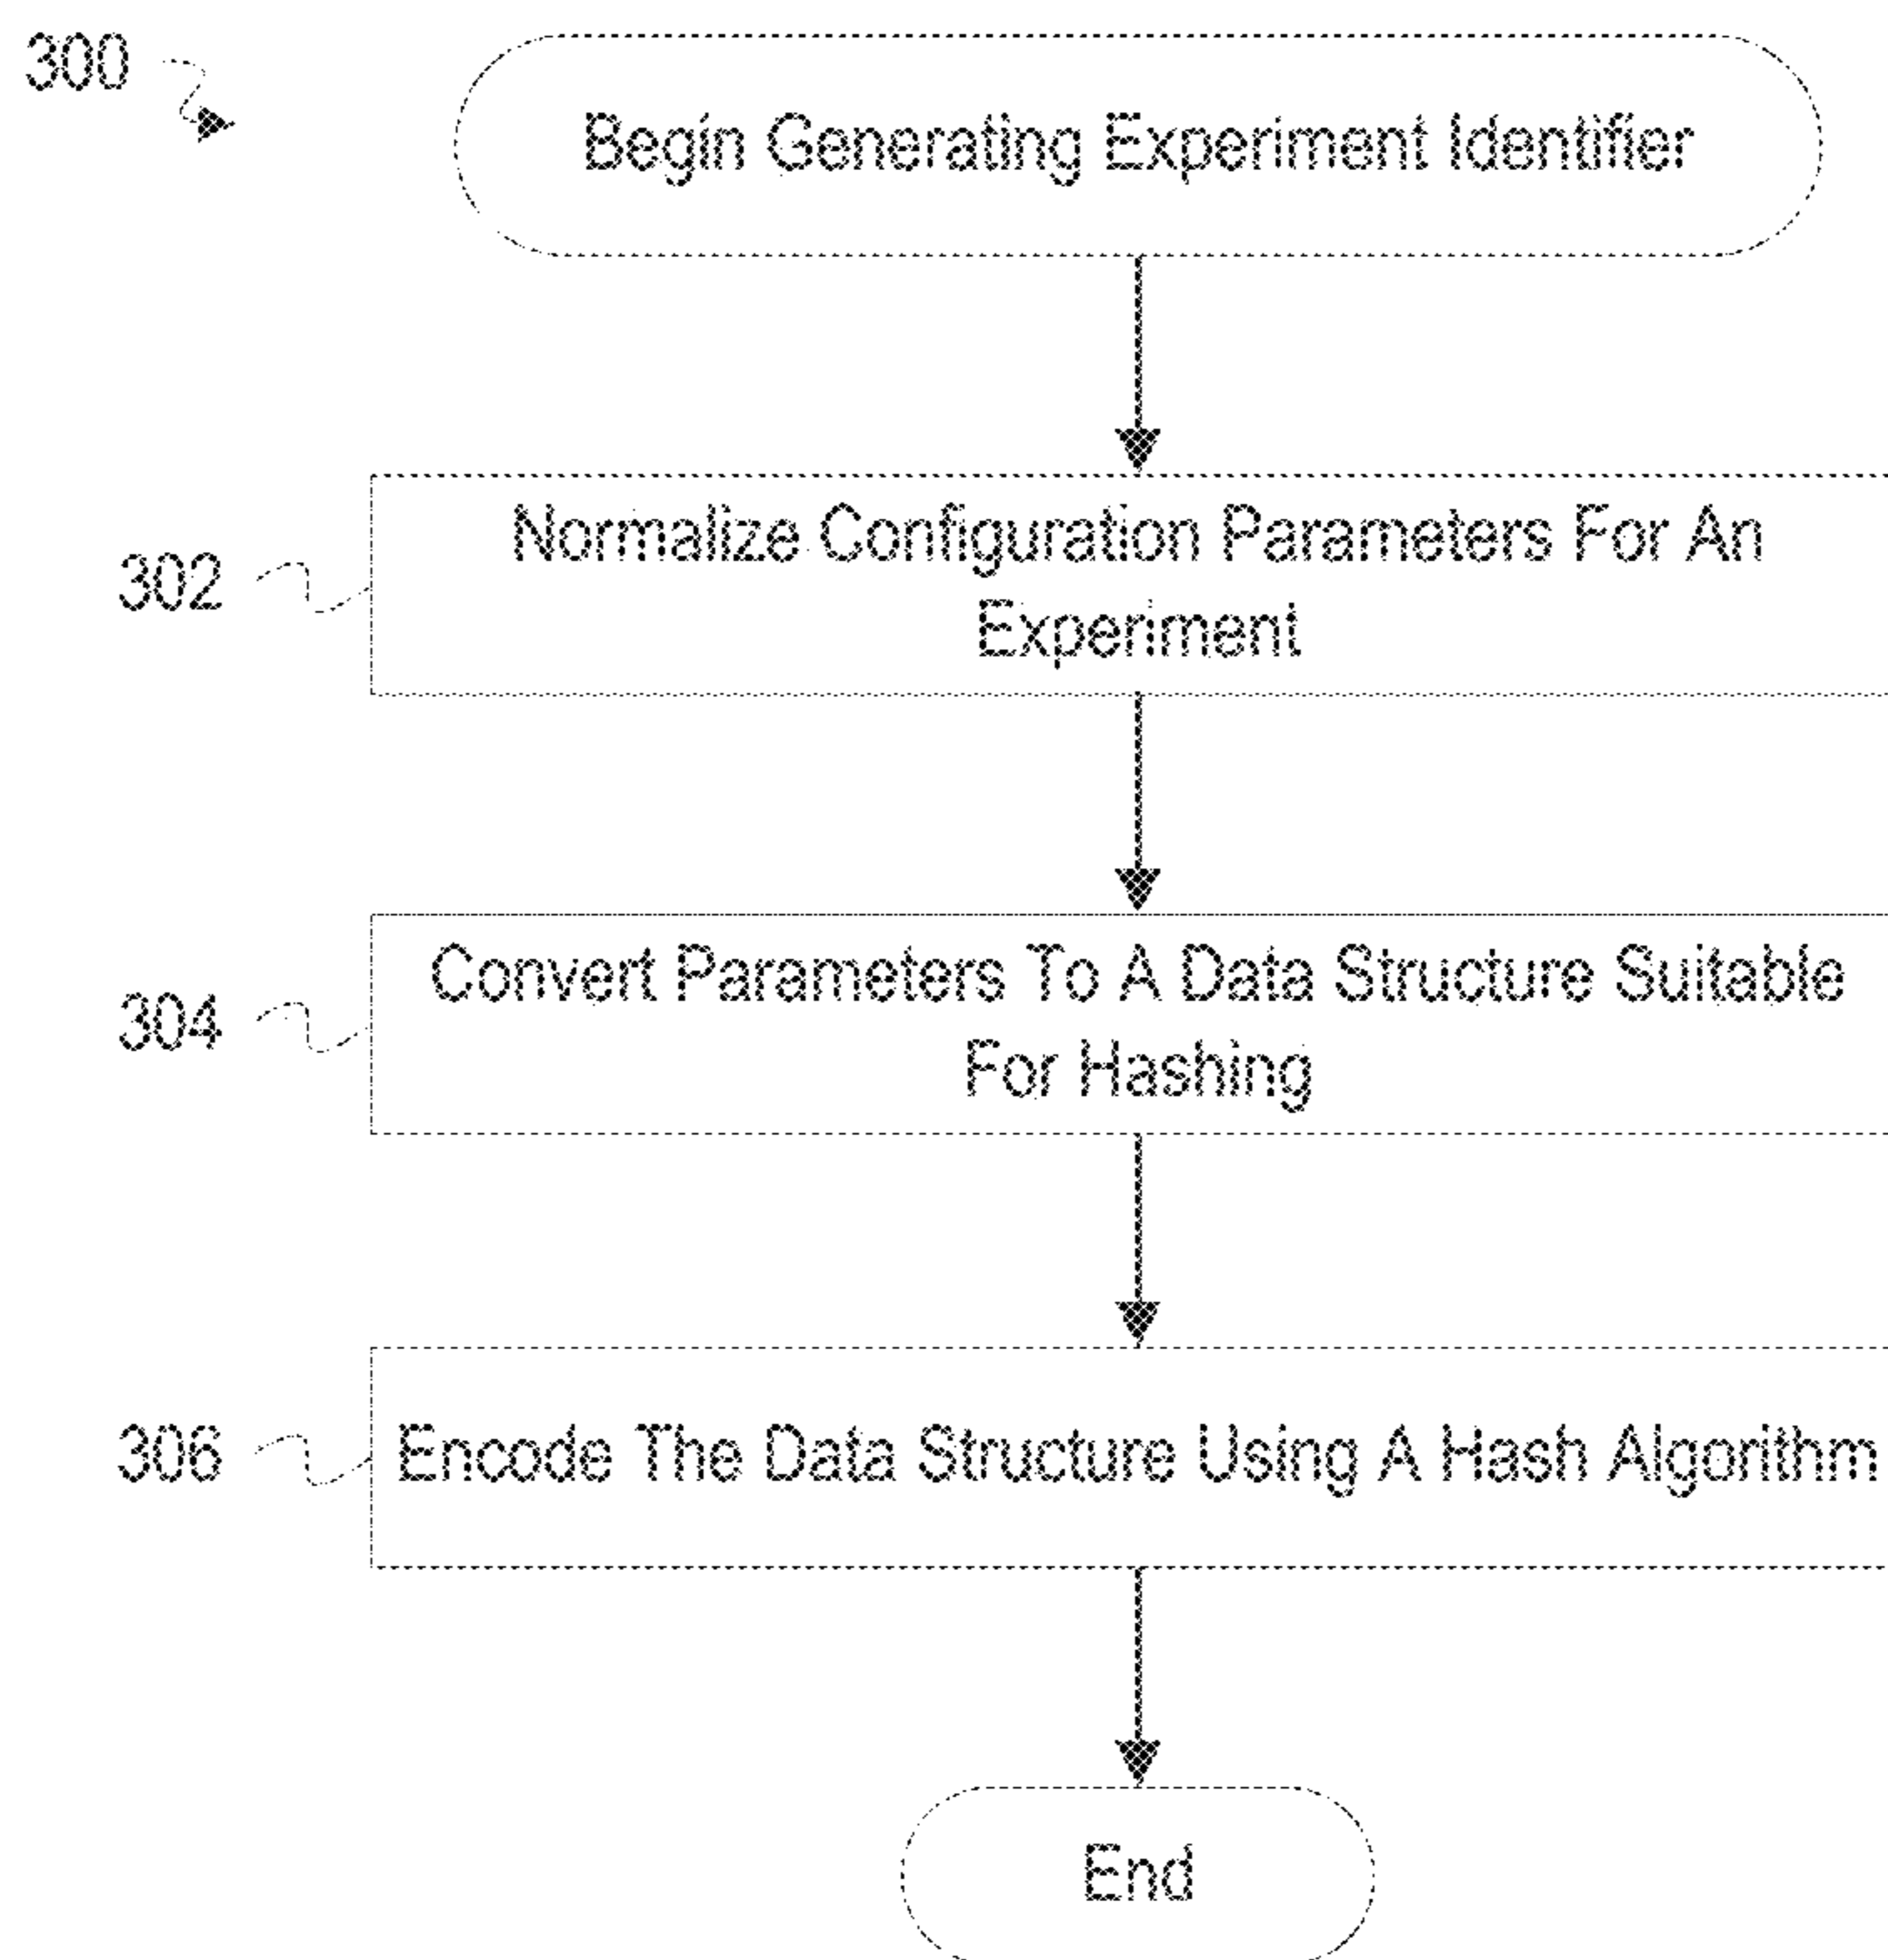 300
Begin Generating Experiment Identifier
302
Normalize Configuration Parameters For An
Experiment
304
Convert Parameters To A Data Structure Suitable
For Hashing
306
Encode The Data Structure Using A Hash Algorithm
End